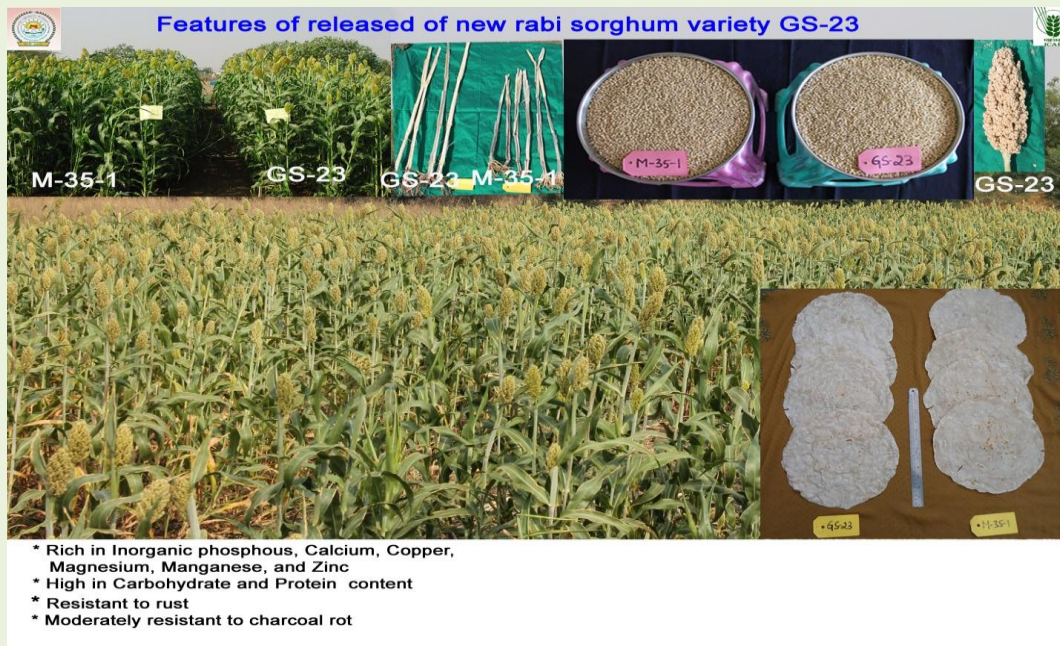 Features of released of new rabi sorghum variety GS-23
M-35-1
GS-23
GS-23 M-35-1
• M-35-1
• GS-23
GS-23
ICAR
• GS-23
• M-35-1
* Rich in Inorganic phosphous, Calcium, Copper,
Magnesium, Manganese, and Zinc
* High in Carbohydrate and Protein content
* Resistant to rust
* Moderately resistant to charcoal rot